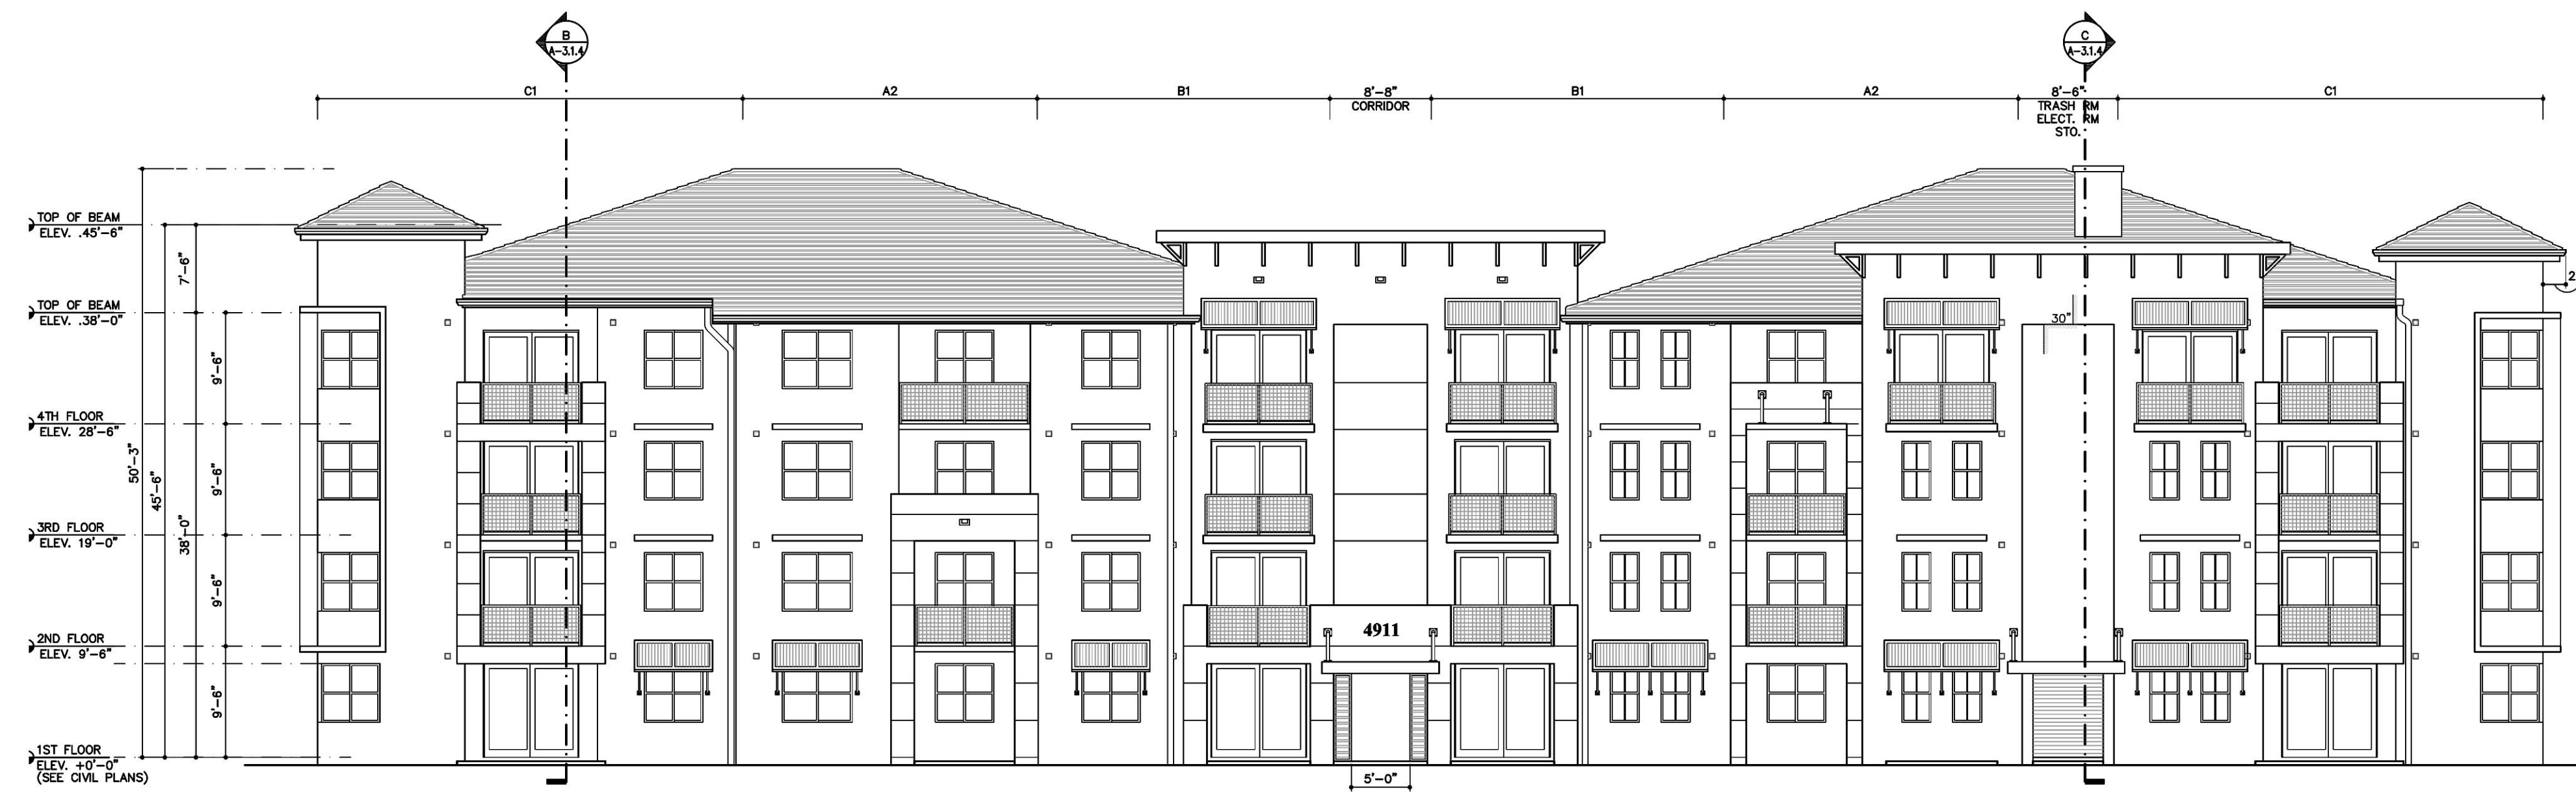 B
A-3.1.4
C
A-3.1.4
C1
A2
B1
8'-8"
CORRIDOR
B1
A2
8'-6"
TRASH RM
ELECT. RM
STO.
C1
TOP OF BEAM
ELEV. .45'-6"
7'-6"
2
TOP OF BEAM
ELEV. .38'-0"
30"
9'-6"
4TH FLOOR
ELEV. 28'-6"
50'-3"
45'-6"
38'-0"
9'-6"
3RD FLOOR
ELEV. 19'-0"
9'-6"
4911
2ND FLOOR
ELEV. 9'-6"
9'-6"
1ST FLOOR
ELEV. +0'-0"
(SEE CIVIL PLANS)
5'-0"